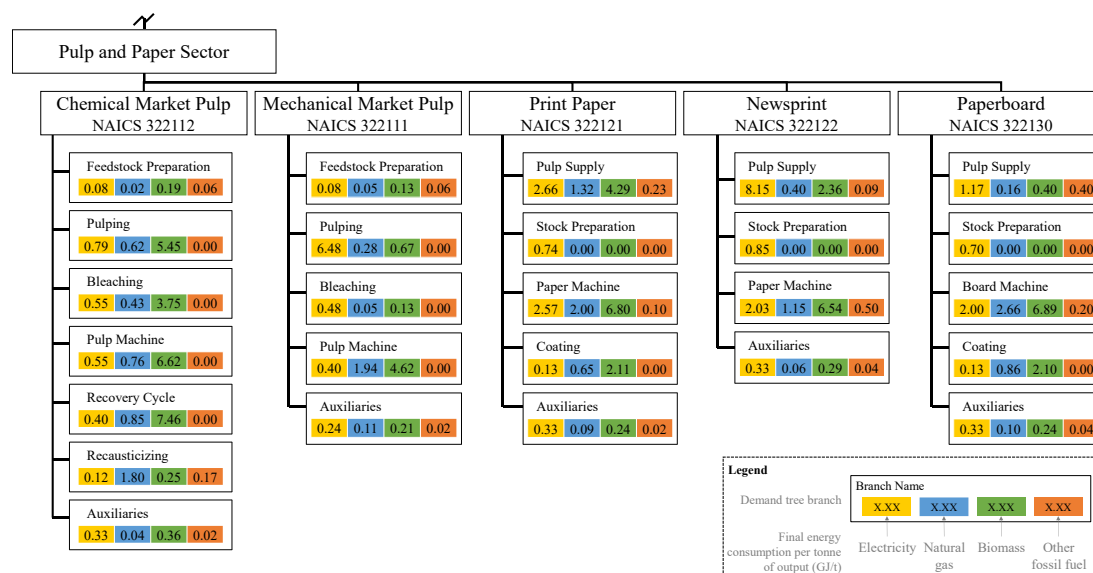 Pulp and Paper Sector
Chemical Market Pulp
NAICS 322112
Feedstock Preparation
0.08 0.02 0.19 0.06
Pulping
0.79 0.62 5.45 0.00
Bleaching
0.55 0.43 3.75 0.00
Pulp Machine
0.55 0.76 6.62 0.00
Recovery Cycle
0.40 0.85 7.46 0.00
Recausticizing
0.12 1.80 0.25 0.17
Auxiliaries
0.33 0.04 0.36 0.02
Mechanical Market Pulp
NAICS 322111
Feedstock Preparation
0.08 0.05 0.13 0.06
Pulping
6.48 0.28 0.67 0.00
Bleaching
0.48 0.05 0.13 0.00
Pulp Machine
0.40 1.94 4.62 0.00
Auxiliaries
0.24 0.11 0.21 0.02
Print Paper
NAICS 322121
Pulp Supply
2.66 1.32 4.29 0.23
Stock Preparation
0.74 0.00 0.00 0.00
Paper Machine
2.57 2.00 6.80 0.10
Coating
0.13 0.65 2.11 0.00
Auxiliaries
0.33 0.09 0.24 0.02
Newsprint
NAICS 322122
Pulp Supply
8.15 0.40 2.36 0.09
Stock Preparation
0.85 0.00 0.00 0.00
Paper Machine
2.03 1.15 6.54 0.50
Auxiliaries
0.33 0.06 0.29 0.04
Paperboard
NAICS 322130
Pulp Supply
1.17 0.16 0.40 0.40
Stock Preparation
0.70 0.00 0.00 0.00
Board Machine
2.00 2.66 6.89 0.20
Coating
0.13 0.86 2.10 0.00
Auxiliaries
0.33 0.10 0.24 0.04
Legend
Demand tree branch
Branch Name
X.XX X.XX X.XX X.XX
Final energy
consumption per tonne
of output (GJ/t)
Electricity
Natural
gas
Biomass
Other
fossil fuel